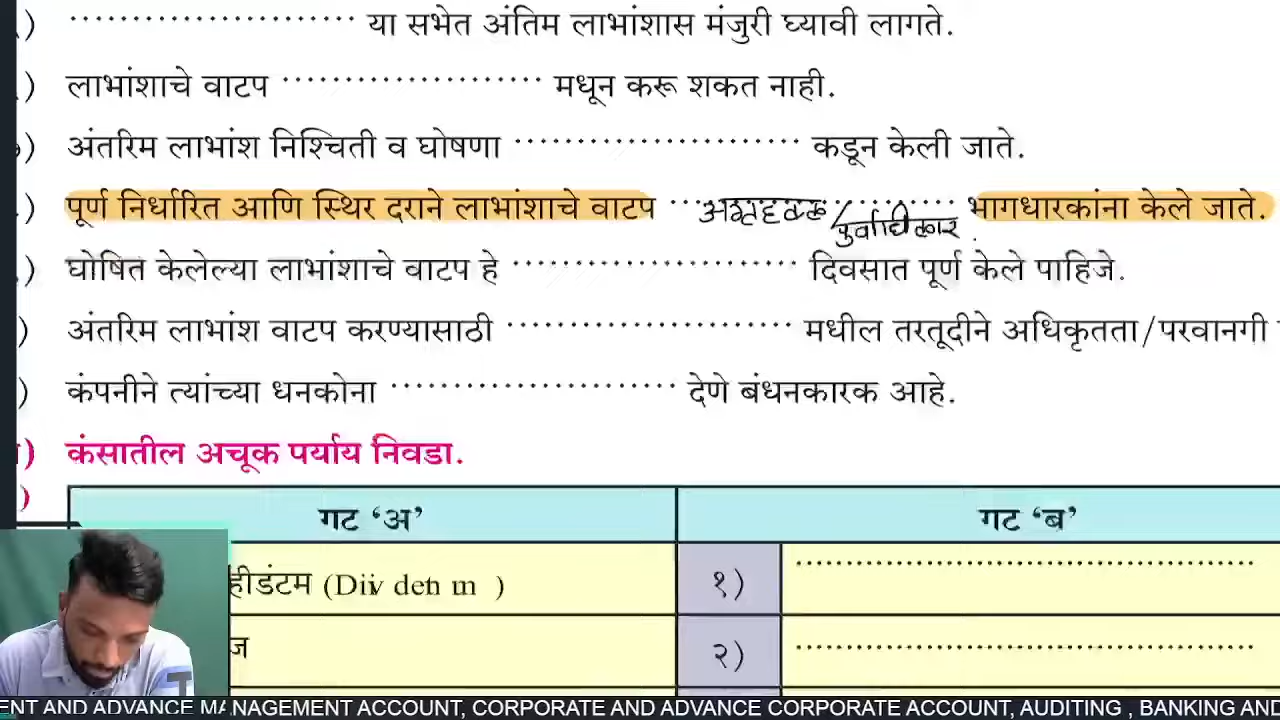 ) ...................... या सभेत अंतिम लाभांशास मंजुरी घ्यावी लागते.
) लाभांशाचे वाटप ...................... मधून करू शकत नाही.
) अंतरिम लाभांश निश्चिती व घोषणा ...................... कडून केली जाते.
) पूर्ण निर्धारित आणि स्थिर दराने लाभांशाचे वाटप ...................... भागधारकांना केले जाते.
/पुर्वाधीकार
) घोषित केलेल्या लाभांशाचे वाटप हे ...................... दिवसात पूर्ण केले पाहिजे.
) अंतरिम लाभांश वाटप करण्यासाठी ...................... मधील तरतूदीने अधिकृतता/परवानगी
) कंपनीने त्यांच्या धनकोना ...................... देणे बंधनकारक आहे.
) कंसातील अचूक पर्याय निवडा.
)
गट ‘अ’ गट ‘ब’
हीडंटम (Div den m ) १) ......................
ज २) ......................
ENT AND ADVANCE MANAGEMENT ACCOUNT, CORPORATE AND ADVANCE CORPORATE ACCOUNT, AUDITING , BANKING AND